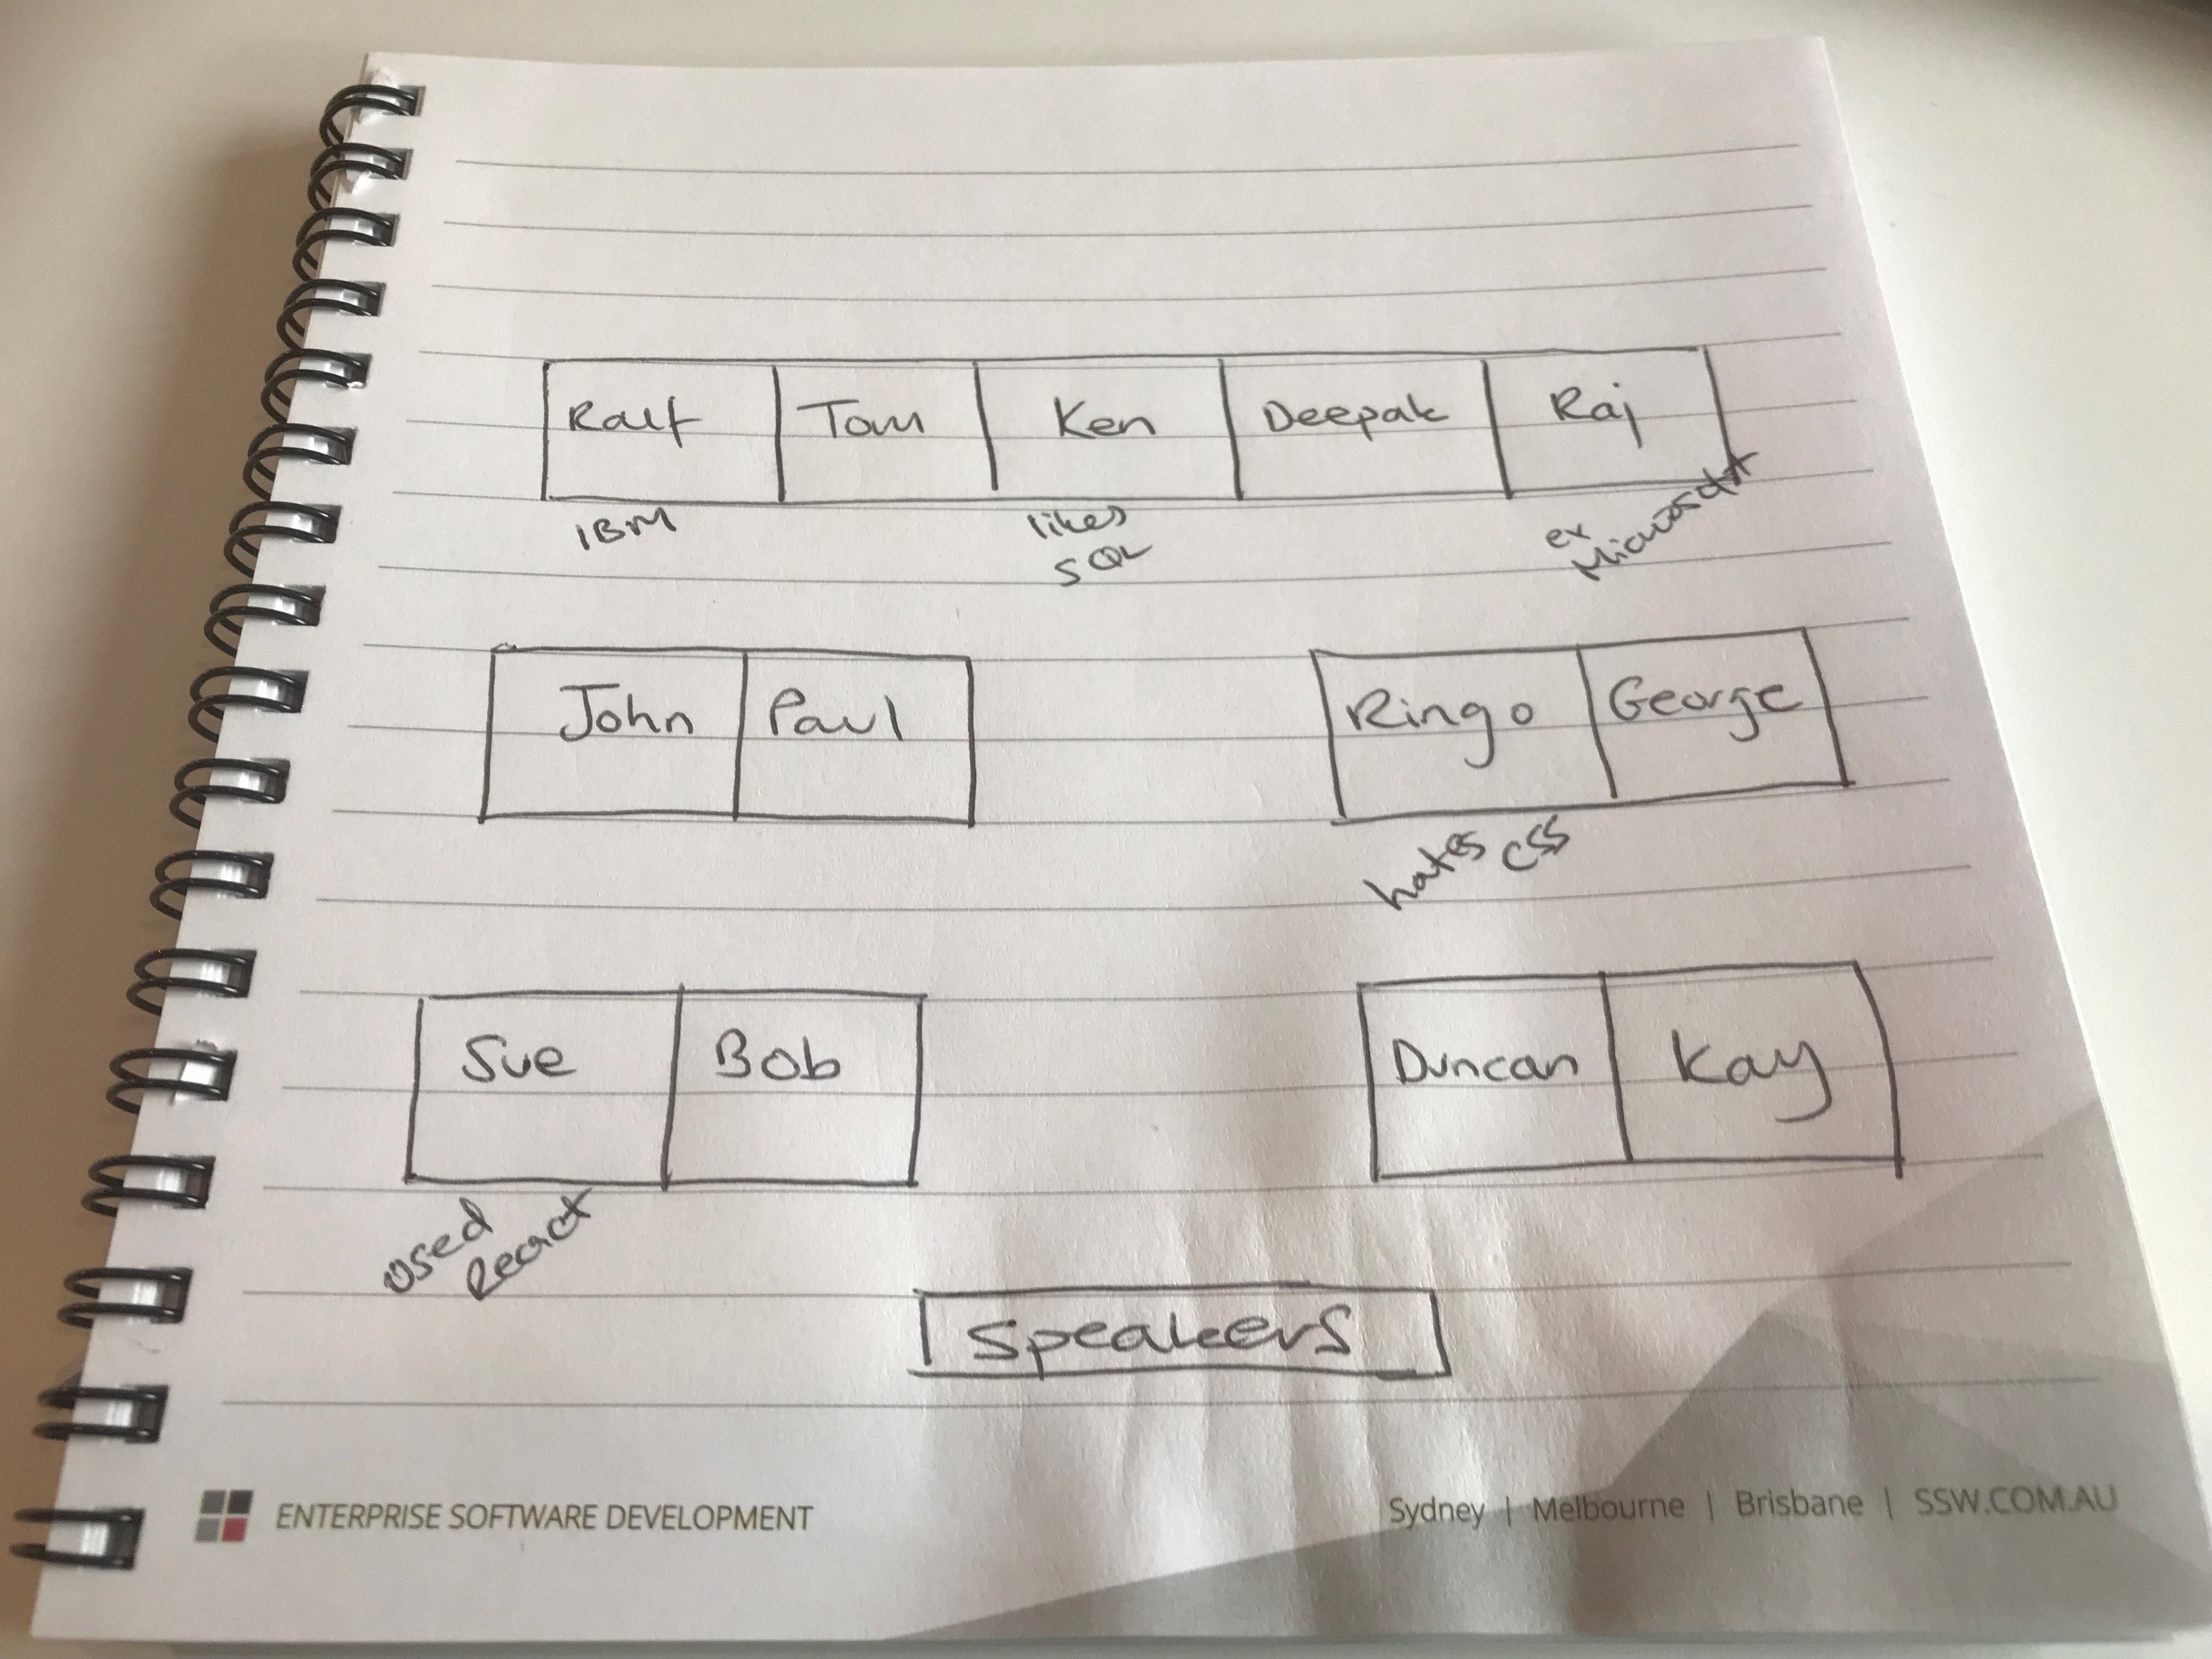 Ralf Tom Ken Deepak Raj
IBM
likes
SQL
ex
Microsoft
John Paul Ringo George
hates CSS
Sue Bob Duncan Kay
Used
React
Speakers
ENTERPRISE SOFTWARE DEVELOPMENT
Sydney | Melbourne | Brisbane | SSW.COM.AU